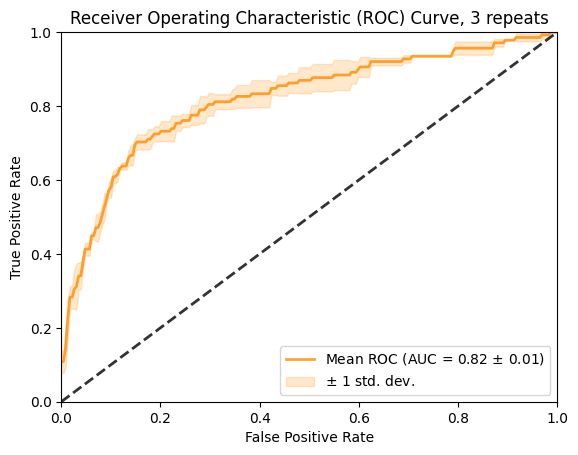 Receiver Operating Characteristic (ROC) Curve, 3 repeats
1.0
0.8
0.6
0.4
0.2
0.0
True Positive Rate
Mean ROC (AUC = 0.82 ± 0.01)
± 1 std. dev.
0.0 0.2 0.4 0.6 0.8 1.0
False Positive Rate